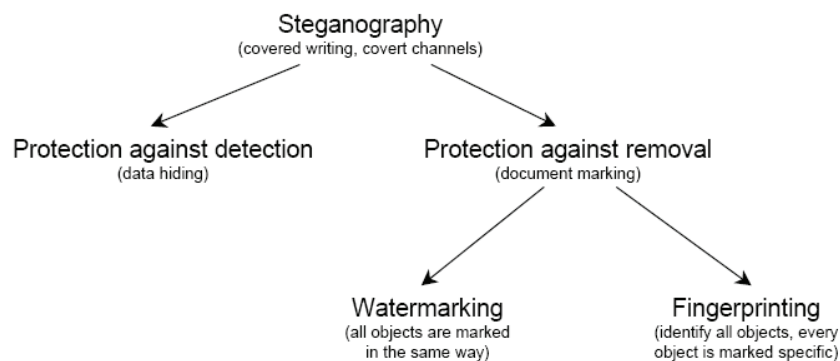 Steganography
(covered writing, covert channels)
Protection against detection
(data hiding)
Protection against removal
(document marking)
Watermarking
(all objects are marked
in the same way)
Fingerprinting
(identify all objects, every
object is marked specific)